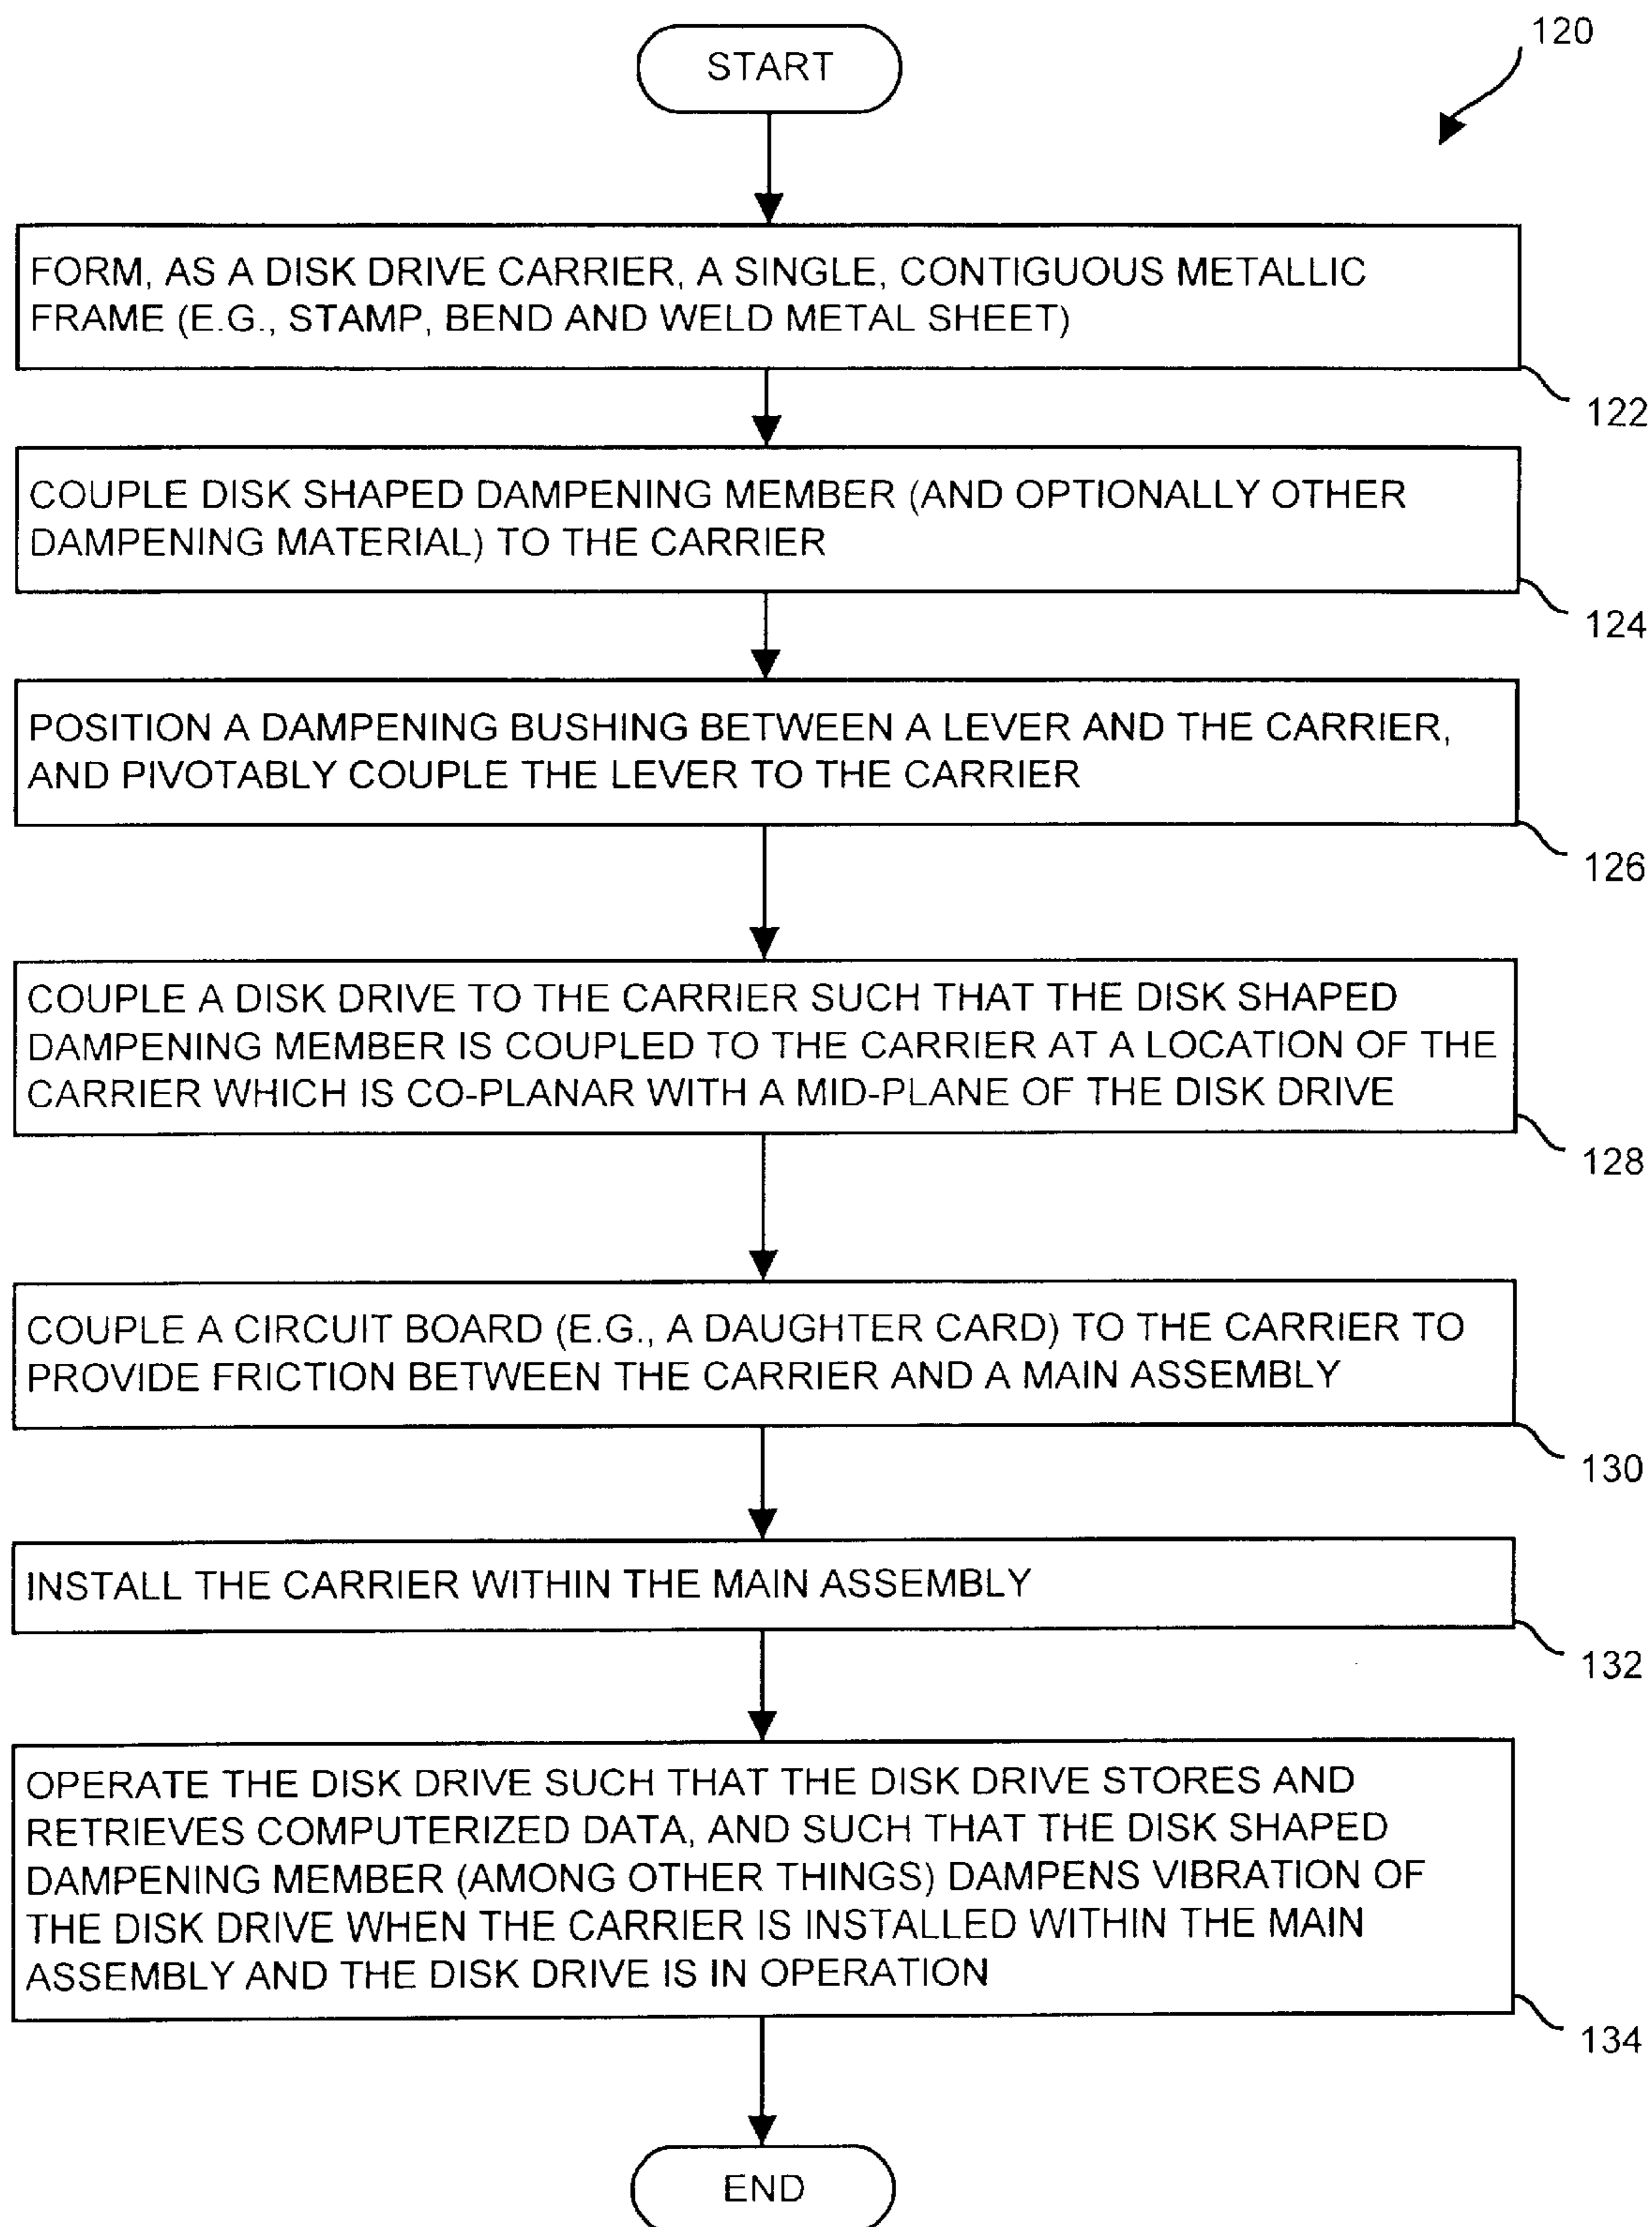 120
START
FORM, AS A DISK DRIVE CARRIER, A SINGLE, CONTIGUOUS METALLIC
FRAME (E.G., STAMP, BEND AND WELD METAL SHEET)
122
COUPLE DISK SHAPED DAMPENING MEMBER (AND OPTIONALLY OTHER
DAMPENING MATERIAL) TO THE CARRIER
124
POSITION A DAMPENING BUSHING BETWEEN A LEVER AND THE CARRIER,
AND PIVOTABLY COUPLE THE LEVER TO THE CARRIER
126
COUPLE A DISK DRIVE TO THE CARRIER SUCH THAT THE DISK SHAPED
DAMPENING MEMBER IS COUPLED TO THE CARRIER AT A LOCATION OF THE
CARRIER WHICH IS CO-PLANAR WITH A MID-PLANE OF THE DISK DRIVE
128
COUPLE A CIRCUIT BOARD (E.G., A DAUGHTER CARD) TO THE CARRIER TO
PROVIDE FRICTION BETWEEN THE CARRIER AND A MAIN ASSEMBLY
130
INSTALL THE CARRIER WITHIN THE MAIN ASSEMBLY
132
OPERATE THE DISK DRIVE SUCH THAT THE DISK DRIVE STORES AND
RETRIEVES COMPUTERIZED DATA, AND SUCH THAT THE DISK SHAPED
DAMPENING MEMBER (AMONG OTHER THINGS) DAMPENS VIBRATION OF
THE DISK DRIVE WHEN THE CARRIER IS INSTALLED WITHIN THE MAIN
ASSEMBLY AND THE DISK DRIVE IS IN OPERATION
134
END